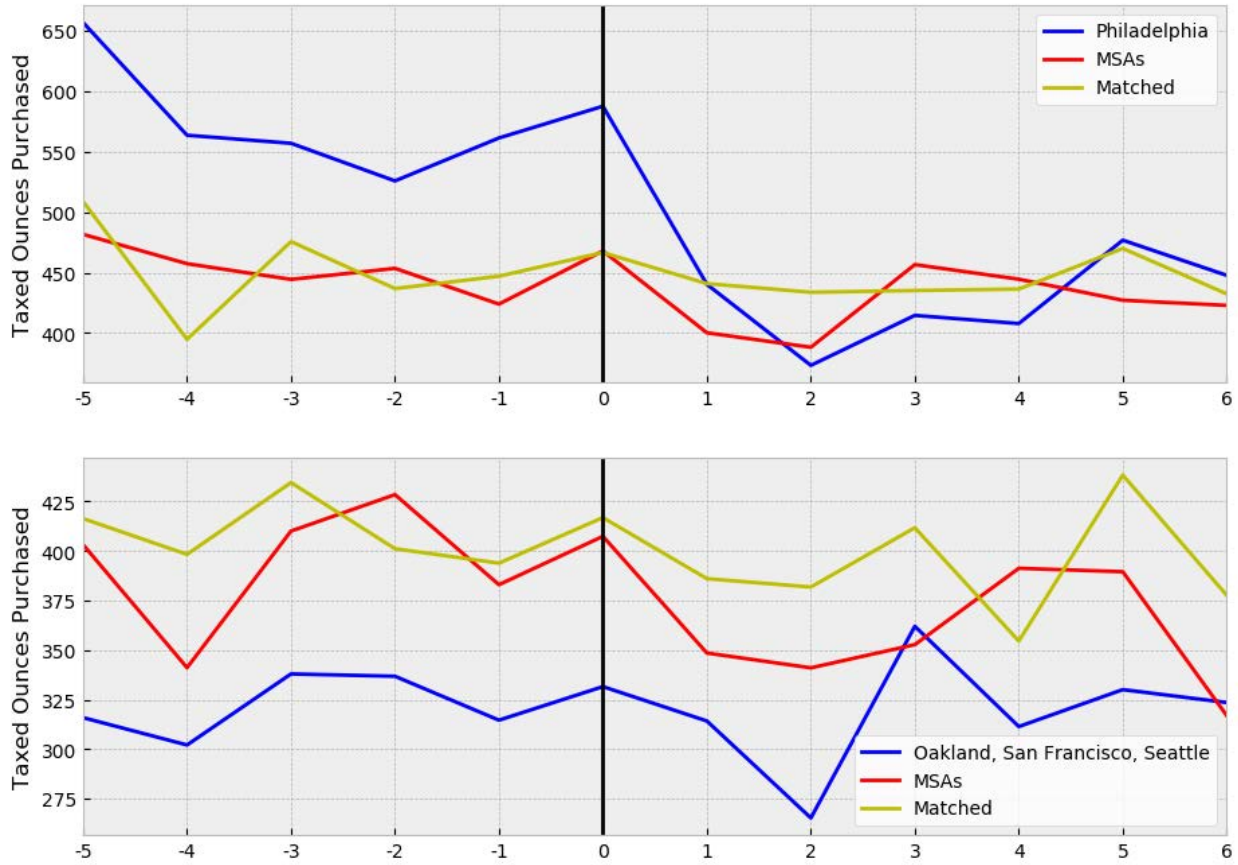 Taxed Ounces Purchased
650
600
550
500
450
400
-5 -4 -3 -2 -1 0 1 2 3 4 5 6
Philadelphia
MSAs
Matched
Taxed Ounces Purchased
425
400
375
350
325
300
275
-5 -4 -3 -2 -1 0 1 2 3 4 5 6
Oakland, San Francisco, Seattle
MSAs
Matched